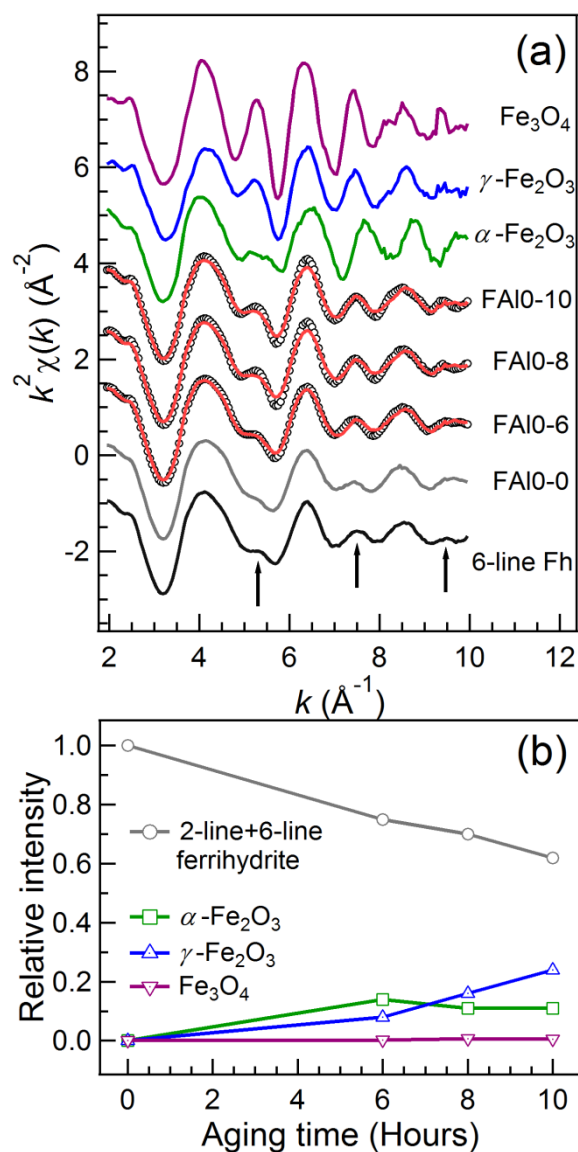 (a)
8
6
4
2
0
-2
k² χ(k) (Å⁻²)
Fe₃O₄
γ-Fe₂O₃
α-Fe₂O₃
FAl0-10
FAl0-8
FAl0-6
FAl0-0
6-line Fh
2 4 6 8 10
k (Å⁻¹)
(b)
1.0
0.8
0.6
0.4
0.2
0.0
Relative intensity
2-line+6-line
ferrihydrite
α-Fe₂O₃
γ-Fe₂O₃
Fe₃O₄
0 2 4 6 8 10
Aging time (Hours)